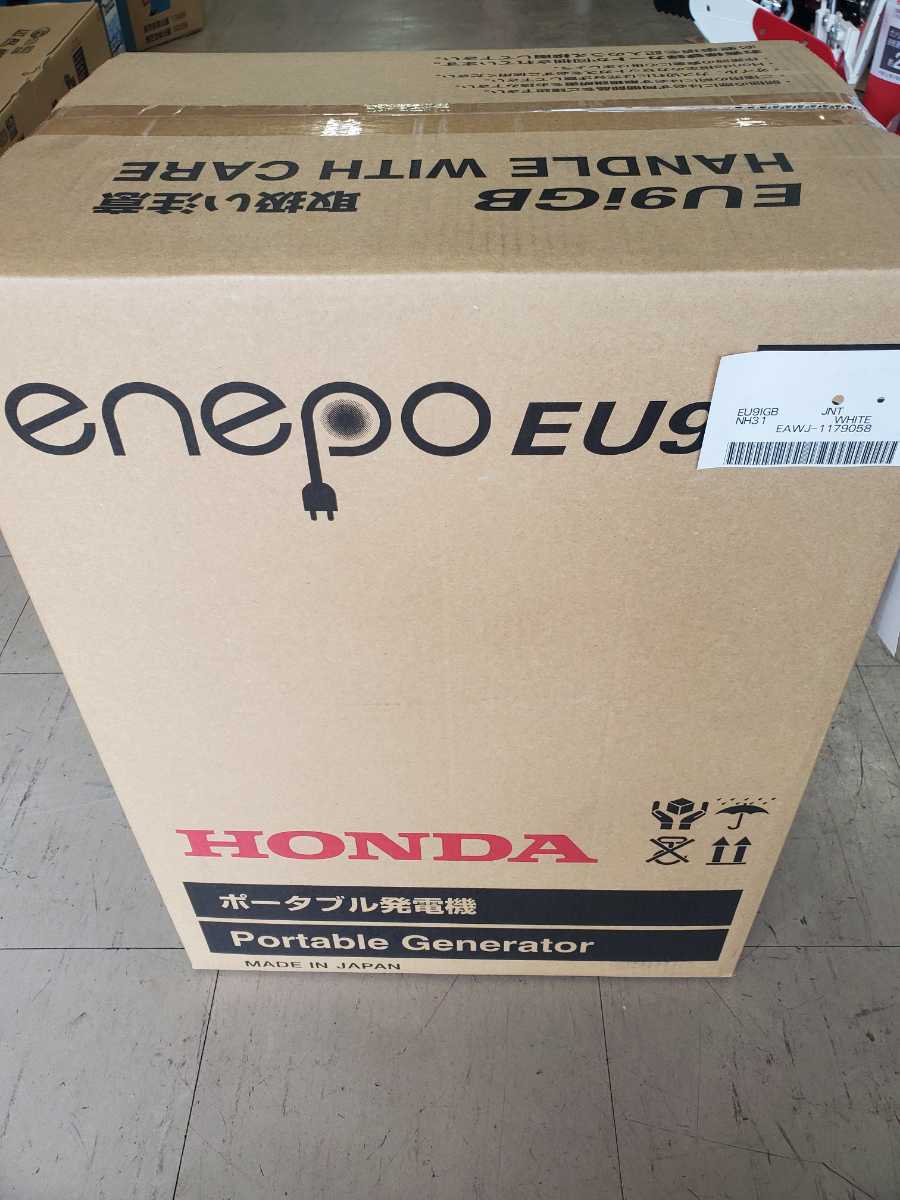 EU9iGB
HANDLE WITH CARE
取扱い注意
enepo EU9
EU9IGB JNT
NH31 WHITE
EAWJ-1179058
HONDA
ポータブル発電機
Portable Generator
MADE IN JAPAN